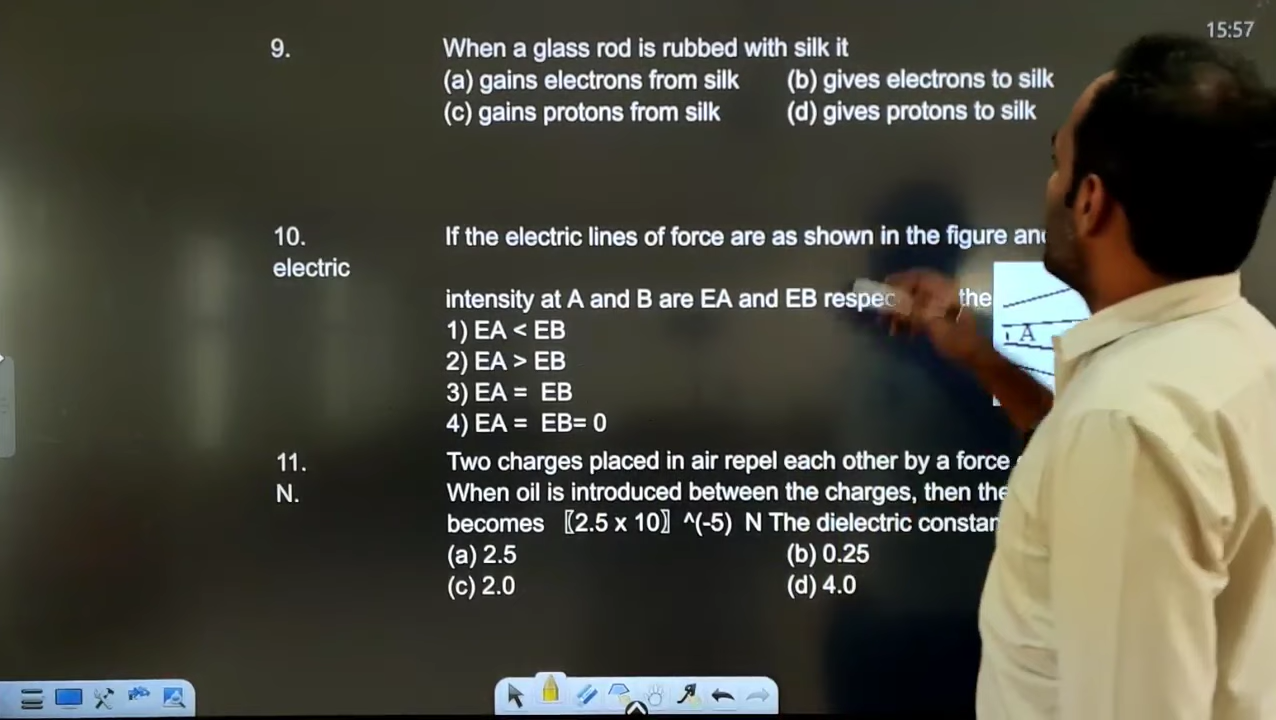 15:57
9. When a glass rod is rubbed with silk it
(a) gains electrons from silk (b) gives electrons to silk
(c) gains protons from silk (d) gives protons to silk
10. If the electric lines of force are as shown in the figure and
electric
intensity at A and B are EA and EB the
1) EA < EB
2) EA > EB
3) EA = EB
4) EA = EB= 0
A
11. Two charges placed in air repel each other by a force
N. When oil is introduced between the charges, then the
becomes 〖2.5 x 10〗 ^(-5) N The dielectric
(a) 2.5 (b) 0.25
(c) 2.0 (d) 4.0